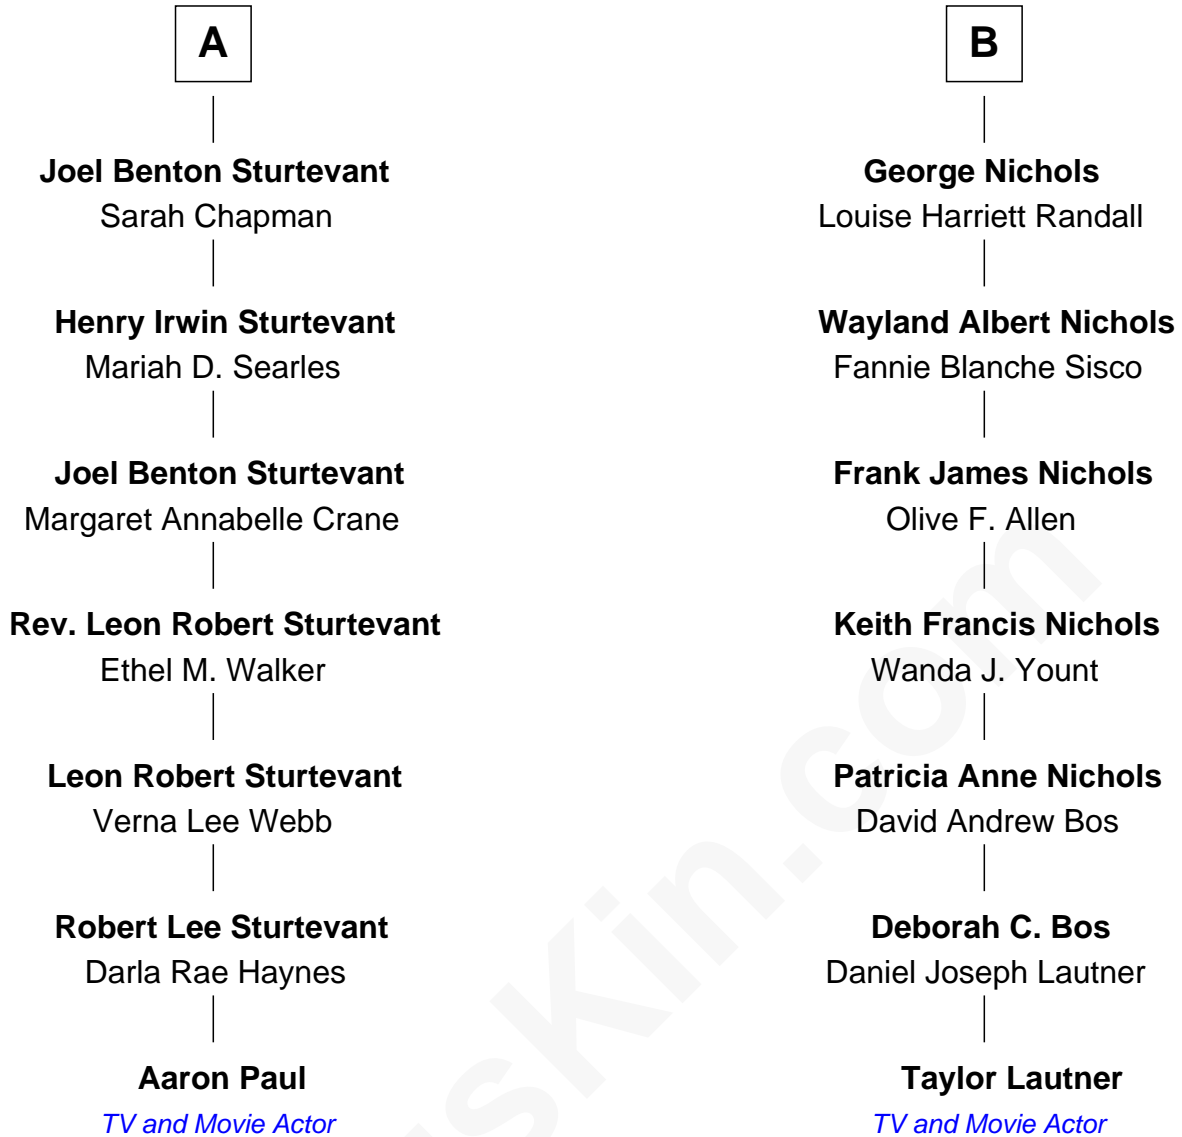 A
Joel Benton Sturtevant
Sarah Chapman
Henry Irwin Sturtevant
Mariah D. Searles
Joel Benton Sturtevant
Margaret Annabelle Crane
Rev. Leon Robert Sturtevant
Ethel M. Walker
Leon Robert Sturtevant
Verna Lee Webb
Robert Lee Sturtevant
Darla Rae Haynes
Aaron Paul
TV and Movie Actor
B
George Nichols
Louise Harriett Randall
Wayland Albert Nichols
Fannie Blanche Sisco
Frank James Nichols
Olive F. Allen
Keith Francis Nichols
Wanda J. Yount
Patricia Anne Nichols
David Andrew Bos
Deborah C. Bos
Daniel Joseph Lautner
Taylor Lautner
TV and Movie Actor